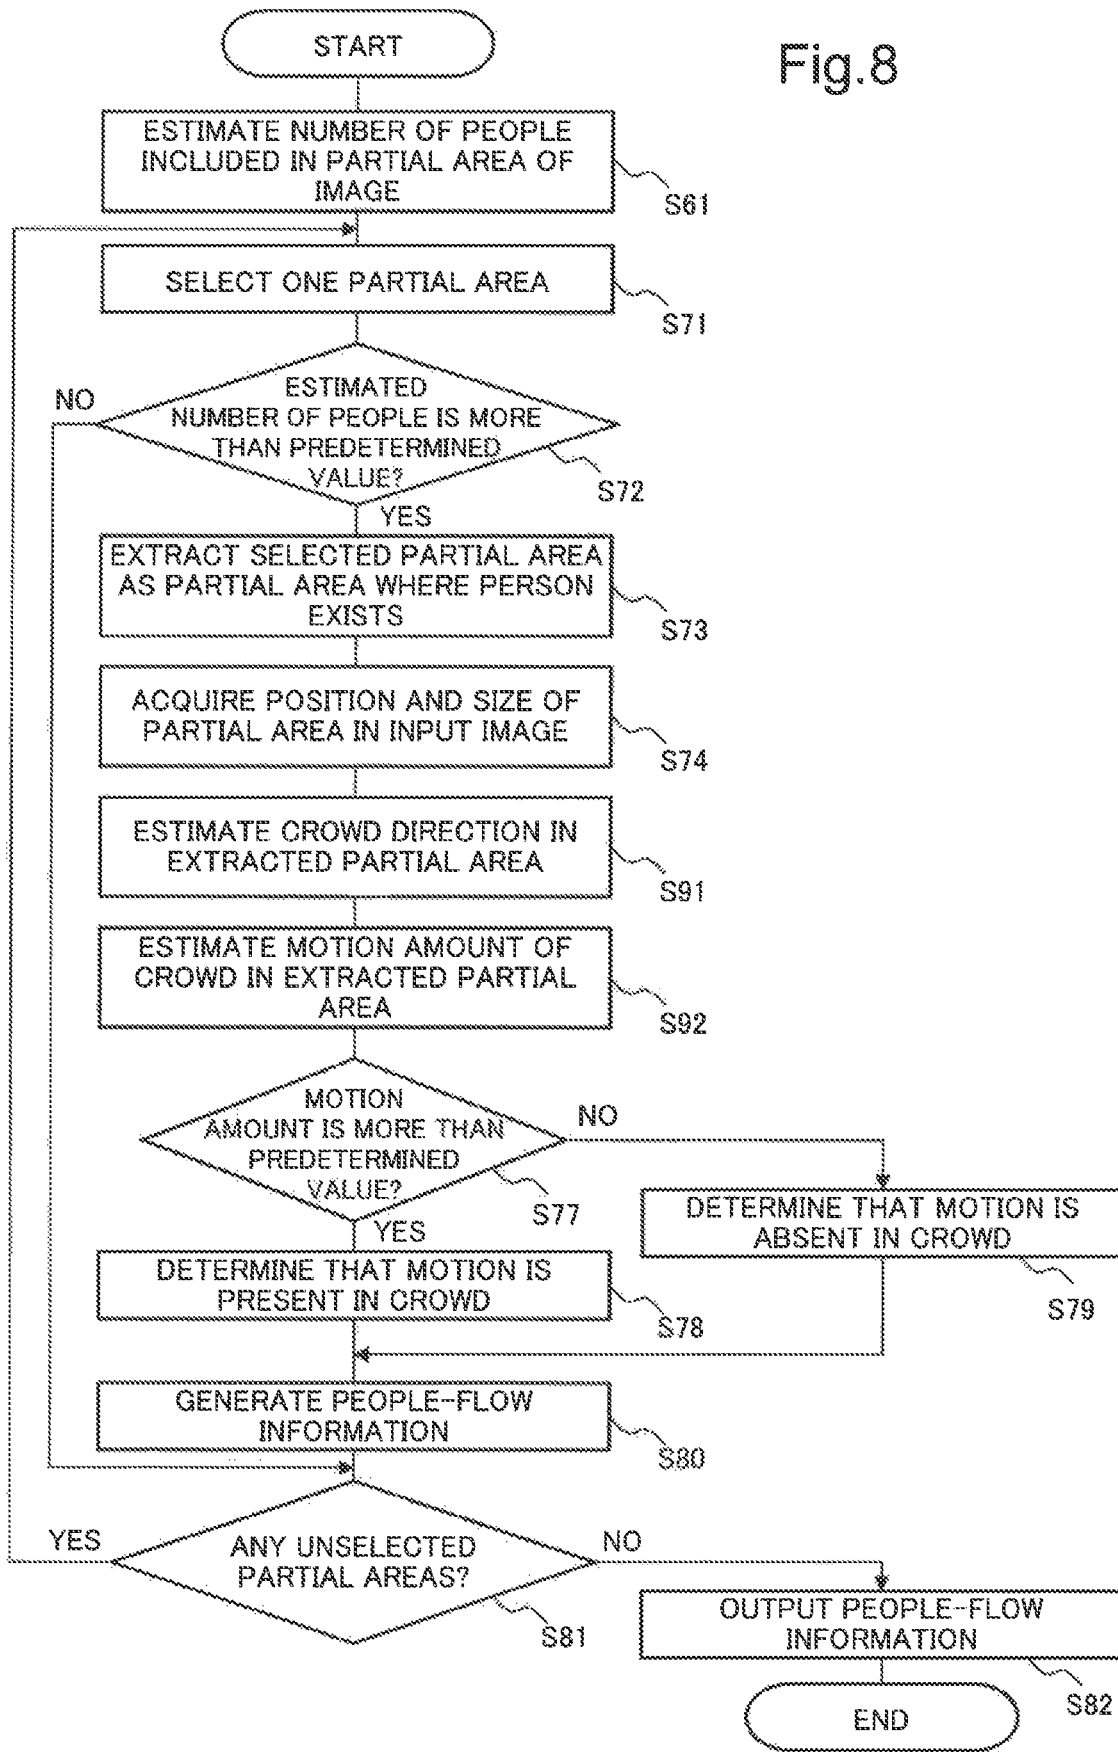 Fig.8
START
ESTIMATE NUMBER OF PEOPLE
INCLUDED IN PARTIAL AREA OF
IMAGE
S61
SELECT ONE PARTIAL AREA
S71
NO
ESTIMATED
NUMBER OF PEOPLE IS MORE
THAN PREDETERMINED
VALUE?
S72
YES
EXTRACT SELECTED PARTIAL AREA
AS PARTIAL AREA WHERE PERSON
EXISTS
S73
ACQUIRE POSITION AND SIZE OF
PARTIAL AREA IN INPUT IMAGE
S74
ESTIMATE CROWD DIRECTION IN
EXTRACTED PARTIAL AREA
S91
ESTIMATE MOTION AMOUNT OF
CROWD IN EXTRACTED PARTIAL
AREA
S92
MOTION
AMOUNT IS MORE THAN
PREDETERMINED
VALUE?
NO
S77
YES
DETERMINE THAT MOTION IS
ABSENT IN CROWD
S79
DETERMINE THAT MOTION IS
PRESENT IN CROWD
S78
GENERATE PEOPLE-FLOW
INFORMATION
S80
YES
ANY UNSELECTED
PARTIAL AREAS?
NO
S81
OUTPUT PEOPLE-FLOW
INFORMATION
S82
END